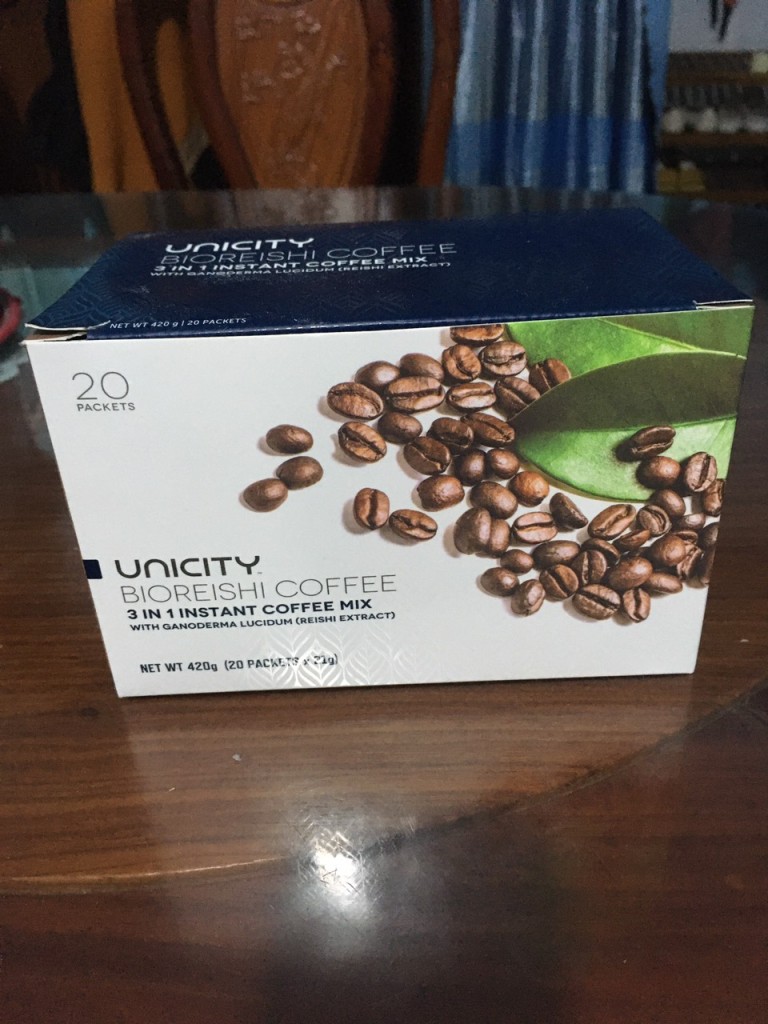 UNICITY
BIOREISHI COFFEE
3 IN 1 INSTANT COFFEE MIX
WITH GANODERMA LUCIDUM (REISHI EXTRACT)
NET WT 420 g | 20 PACKETS
20
PACKETS
UNICITY™
BIOREISHI COFFEE
3 IN 1 INSTANT COFFEE MIX
WITH GANODERMA LUCIDUM (REISHI EXTRACT)
NET WT 420g (20 PACKETS x 21g)